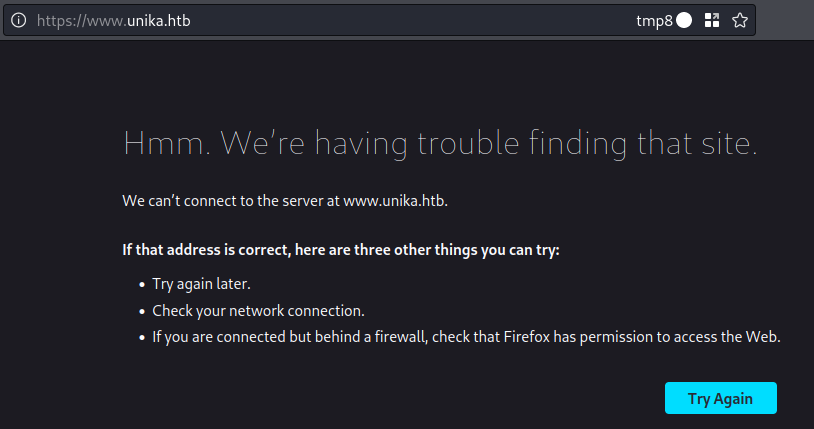 https://www.unika.htb
tmp8
Hmm. We’re having trouble finding that site.
We can’t connect to the server at www.unika.htb.
If that address is correct, here are three other things you can try:
• Try again later.
• Check your network connection.
• If you are connected but behind a firewall, check that Firefox has permission to access the Web.
Try Again